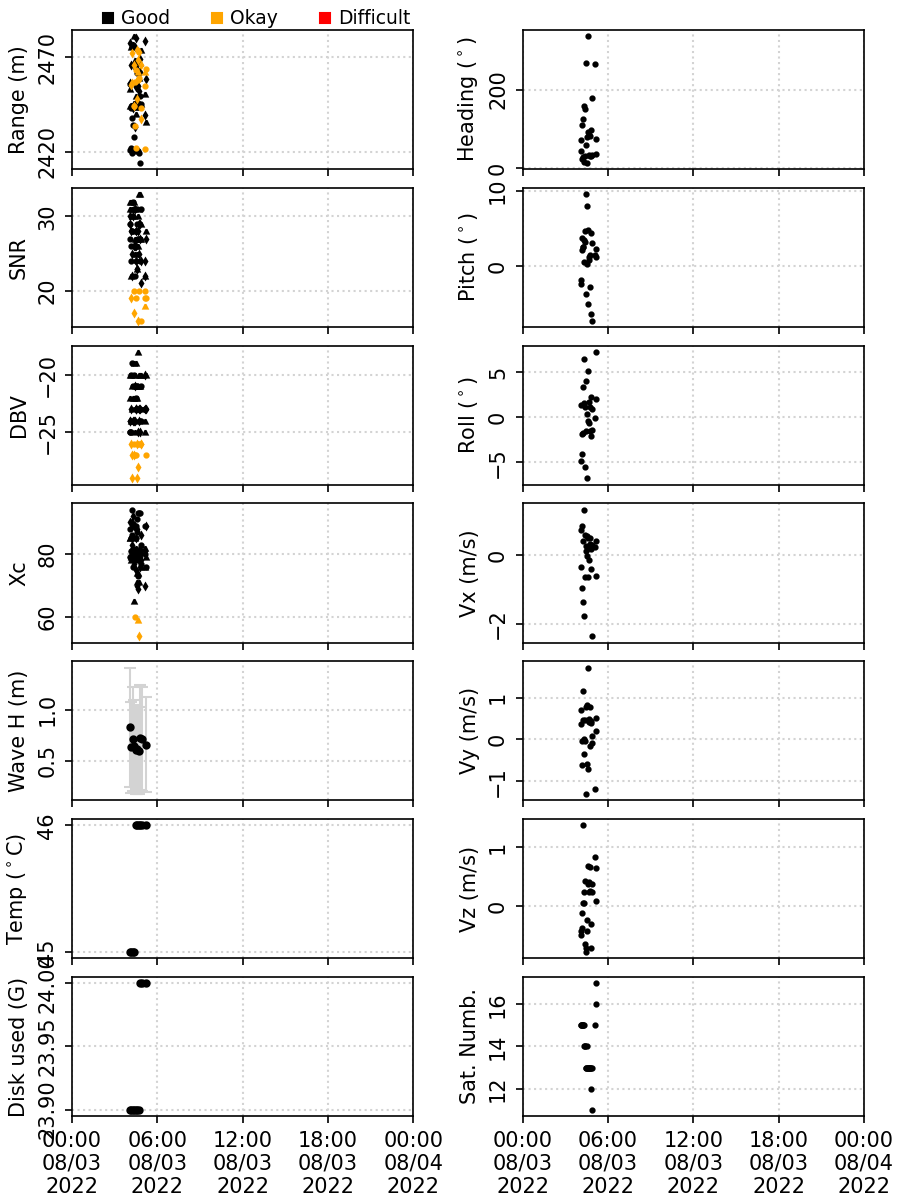 Good Okay Difficult
Range (m)
2470
2420
Heading (°)
200
0
SNR
30
20
Pitch (°)
10
0
DBV
−20
−25
Roll (°)
5
0
−5
Xc
80
60
Vx (m/s)
0
−2
Wave H (m)
1.0
0.5
Vy (m/s)
1
0
−1
Temp (°C)
46
45
Vz (m/s)
1
0
Disk used (G)
24.00
23.95
23.90
Sat. Numb.
16
14
12
00:00 06:00 12:00 18:00 00:00
08/03 08/03 08/03 08/03 08/04
2022 2022 2022 2022 2022
00:00 06:00 12:00 18:00 00:00
08/03 08/03 08/03 08/03 08/04
2022 2022 2022 2022 2022